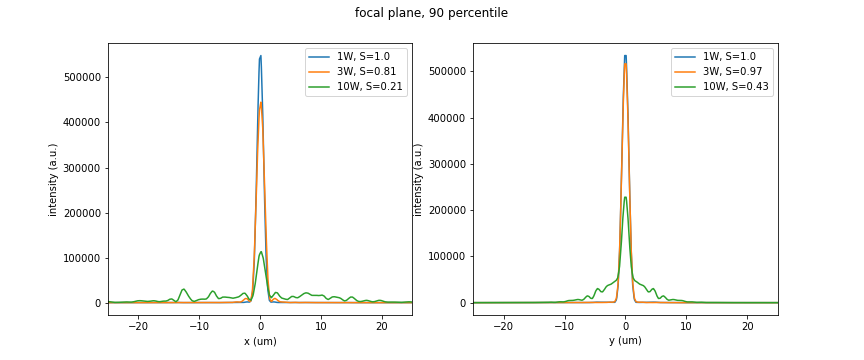 focal plane, 90 percentile
1W, S=1.0
3W, S=0.81
10W, S=0.21
500000
400000
300000
200000
100000
0
intensity (a.u.)
−20
−10
0
10
20
x (um)
1W, S=1.0
3W, S=0.97
10W, S=0.43
500000
400000
300000
200000
100000
0
intensity (a.u.)
−20
−10
0
10
20
y (um)